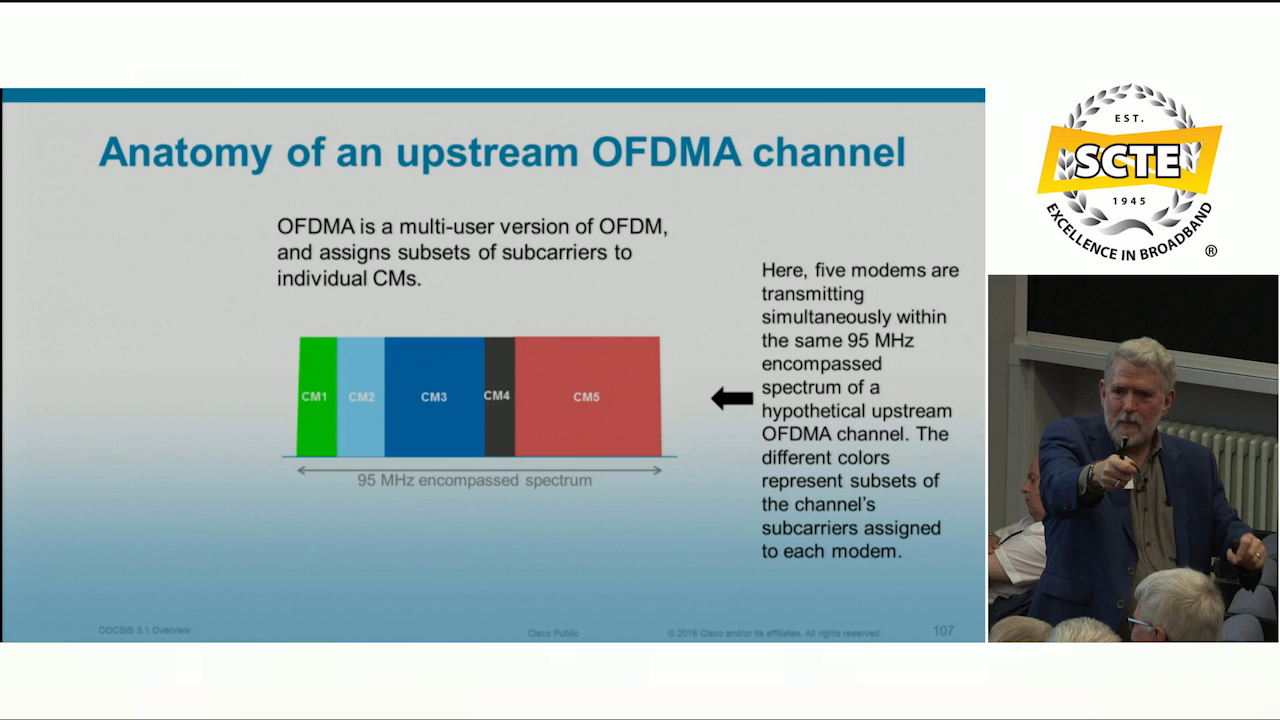 Anatomy of an upstream OFDMA channel
OFDMA is a multi-user version of OFDM,
and assigns subsets of subcarriers to
individual CMs.
CM1
CM2
CM3
CM4
CM5
95 MHz encompassed spectrum
Here, five modems are
transmitting
simultaneously within
the same 95 MHz
encompassed
spectrum of a
hypothetical upstream
OFDMA channel. The
different colors
represent subsets of
the channel's
subcarriers assigned
to each modem.
DOCSIS 3.1 Overview
Cisco Public
© 2016 Cisco and/or its affiliates. All rights reserved.
107
EST.
SCTE
1945
EXCELLENCE IN BROADBAND
®